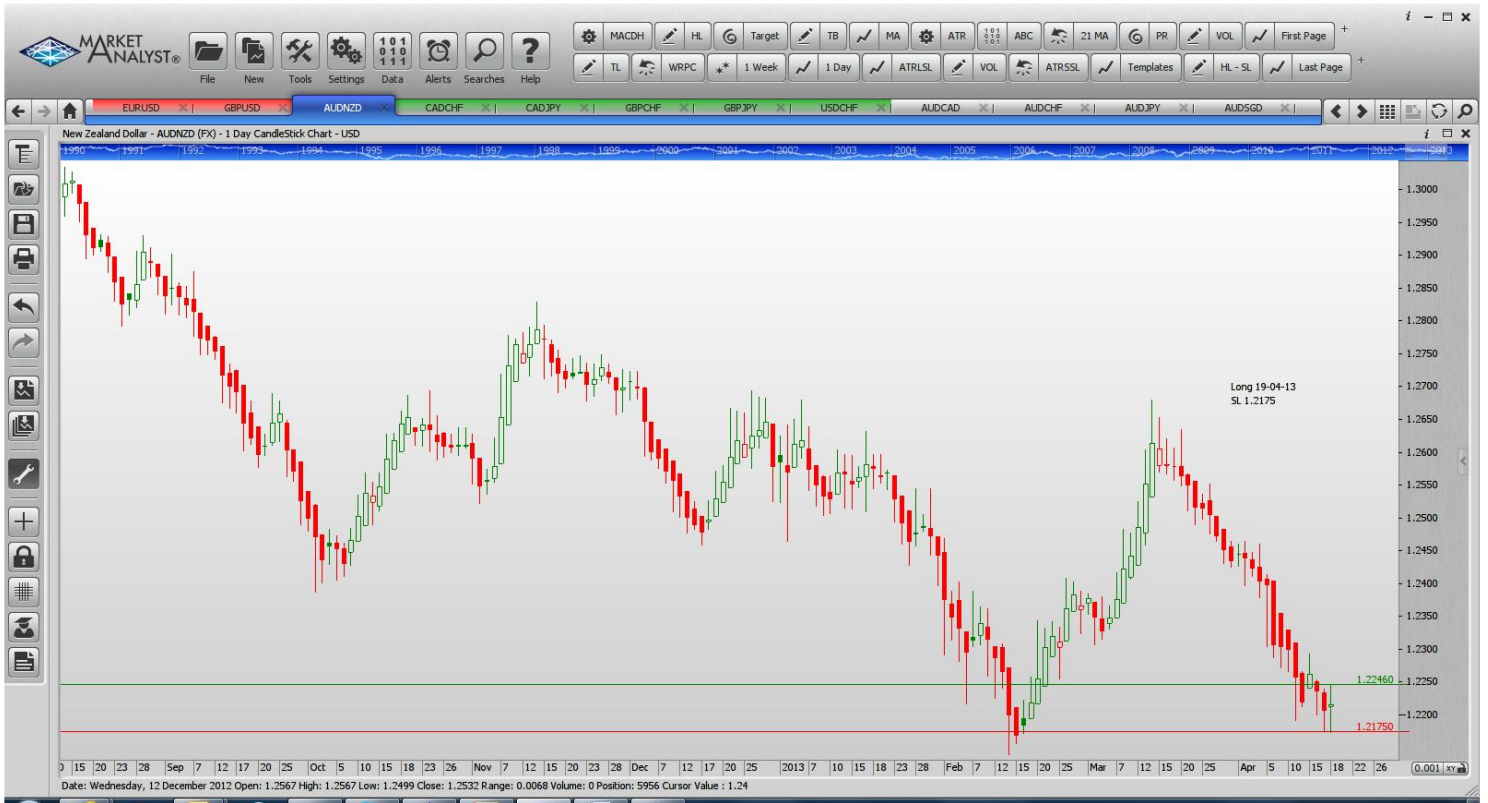 MARKET
ANALYST®
File New Tools Settings Data Alerts Searches Help
MACDH HL Target TB MA ATR ABC 21 MA PR VOL First Page
TL WRPC 1 Week 1 Day ATRLSL VOL ATRSSL Templates HL - SL Last Page
EURUSD GBPUSD AUDNZD CADCHF CADJPY GBPCHF GBPJPY USDCHF AUDCAD AUDCHF AUDJPY AUDSGD
New Zealand Dollar - AUDNZD (FX) - 1 Day CandleStick Chart - USD
1990 1991 1992 1993 1994 1995 1996 1997 1998 1999 2000 2001 2002 2003 2004 2005 2006 2007 2008 2009 2010 2011 2012 2013
1.3000
1.2950
1.2900
1.2850
1.2800
1.2750
1.2700
Long 19-04-13
SL 1.2175
1.2650
1.2600
1.2550
1.2500
1.2450
1.2400
1.2350
1.2300
1.22460 1.2250
1.2200
1.21750
15 20 23 28 Sep 7 12 17 20 25 Oct 5 10 15 18 23 26 Nov 7 12 15 20 23 28 Dec 7 12 17 20 25 2013 7 10 15 18 23 28 Feb 7 12 15 20 25 Mar 7 12 15 20 25 Apr 5 10 15 18 22 26 0.001 XY
Date: Wednesday, 12 December 2012 Open: 1.2567 High: 1.2567 Low: 1.2499 Close: 1.2532 Range: 0.0068 Volume: 0 Position: 5956 Cursor Value : 1.24